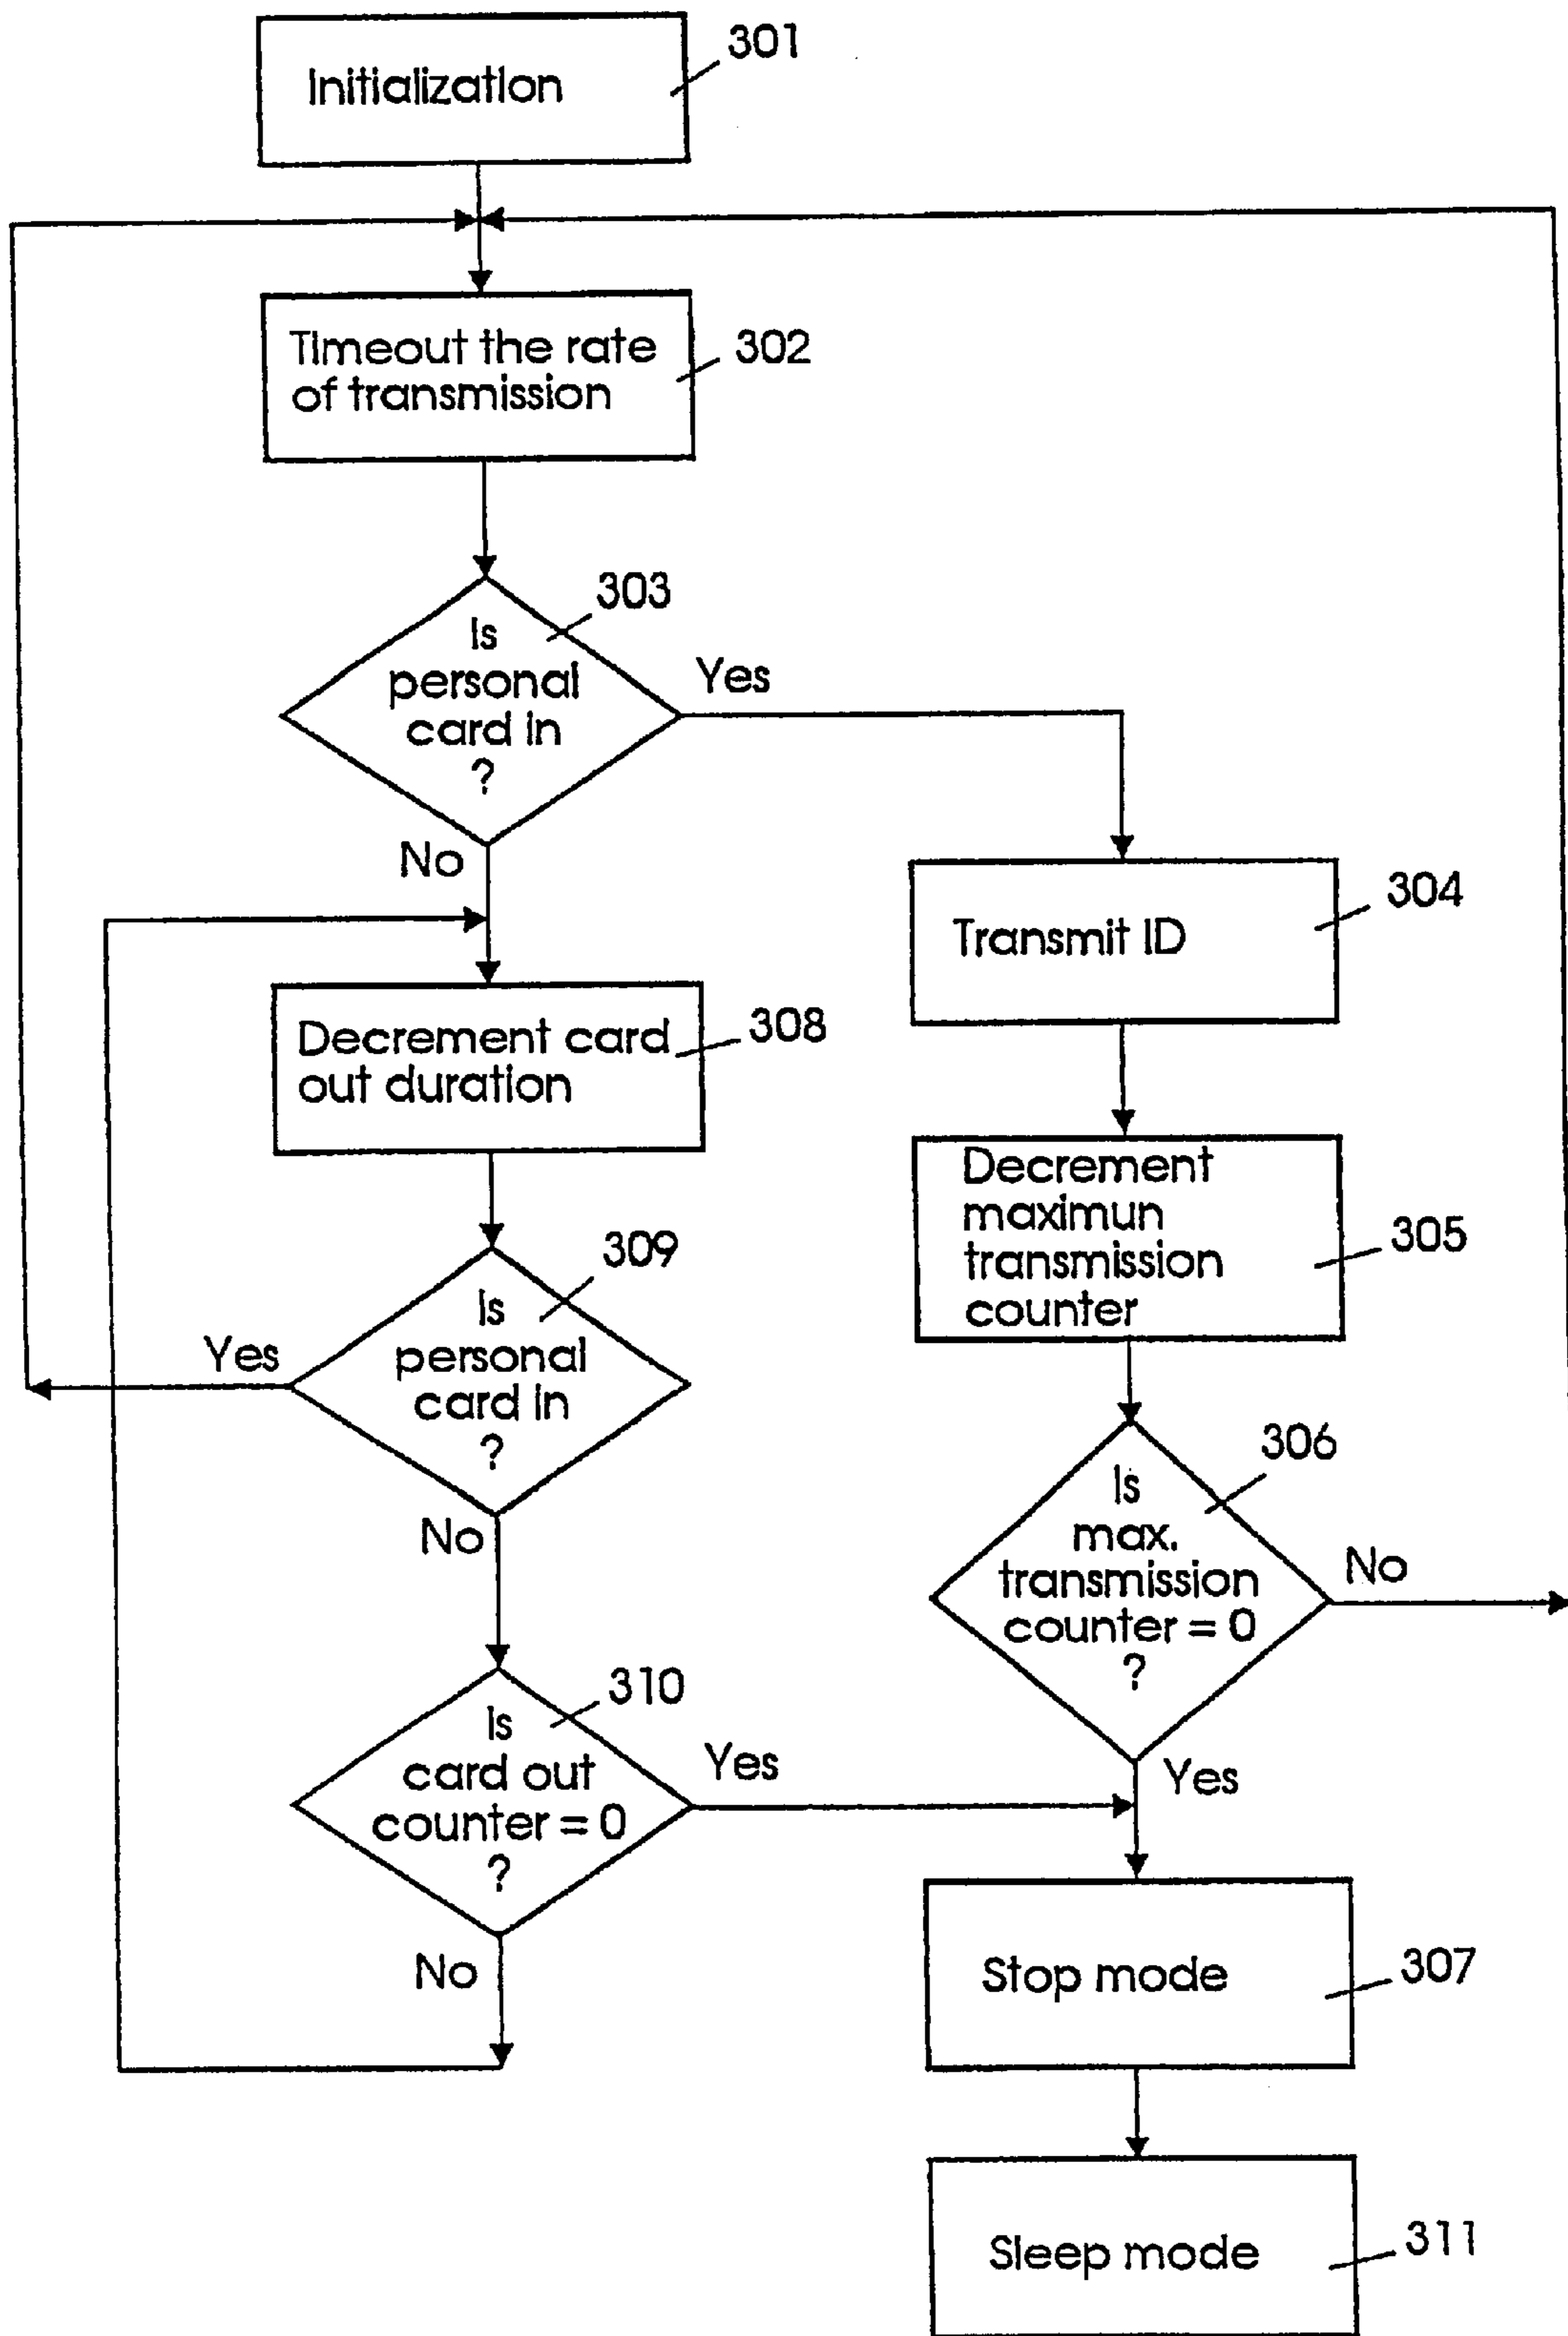 Initialization
301
Timeout the rate
of transmission
302
303
Is
personal
card in
?
Yes
No
304
Transmit ID
Decrement card
out duration
308
Decrement
maximun
transmission
counter
305
309
Is
personal
card in
?
Yes
No
306
Is
max.
transmission
counter = 0
?
No
Yes
310
Is
card out
counter = 0
?
Yes
No
Stop mode
307
Sleep mode
311